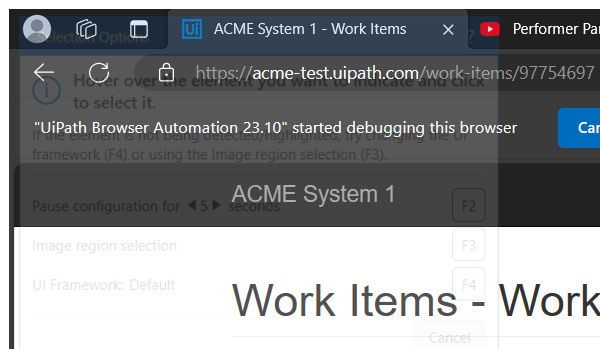 Ui ACME System 1 - Work Items Performer Par
Selection Options ?
https://acme-test.uipath.com/work-items/97754697
Hover over the element you want to indicate and click
to select it.
"UiPath Browser Automation 23.10" started debugging this browser Can
If the element is not being detected/highlighted, try changing the UI
framework (F4) or using the Image region selection (F3).
ACME System 1
Pause configuration for 5 seconds F2
Image region selection F3
UI Framework: Default F4
Work Items - Work
Cancel